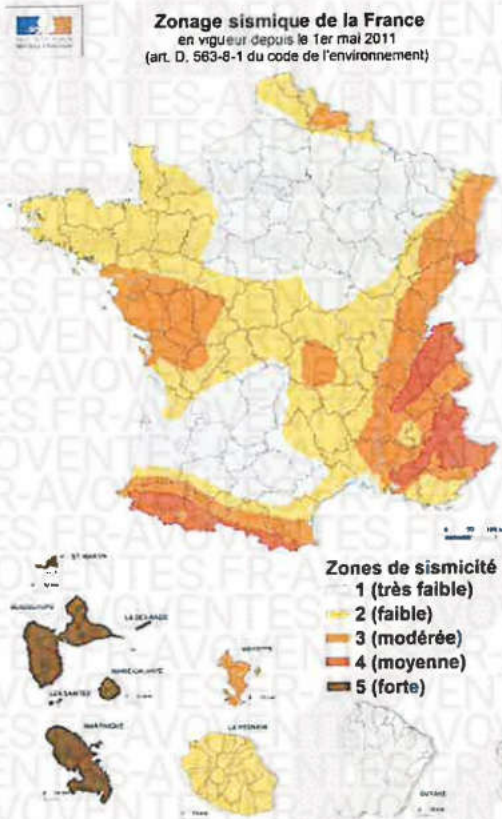 Zonage sismique de la France
en vigueur depuis le 1er mai 2011
(art. D. 563-8-1 du code de l'environnement)
Zones de sismicité
1 (très faible)
2 (faible)
3 (modérée)
4 (moyenne)
5 (forte)
ST MARTIN
GUADELOUPE
LA DESIRADE
MARIE-GALANTE
LES SAINTES
MAYOTTE
MARTINIQUE
LA REUNION
GUYANE